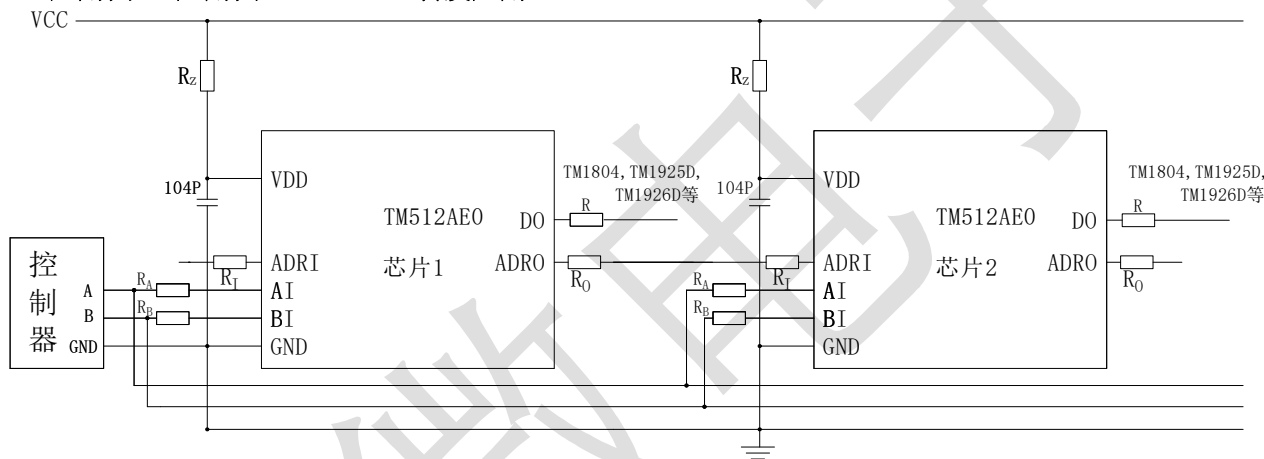 VCC
RZ
RZ
TM1804, TM1925D,
TM1926D等
TM1804, TM1925D,
TM1926D等
104P
VDD
TM512AE0
DO
R
104P
VDD
TM512AE0
DO
R
控制器
A
B
GND
RI
ADRI
芯片1
ADRO
RO
RI
ADRI
芯片2
ADRO
RO
RA
AI
RA
AI
RB
BI
RB
BI
GND
GND